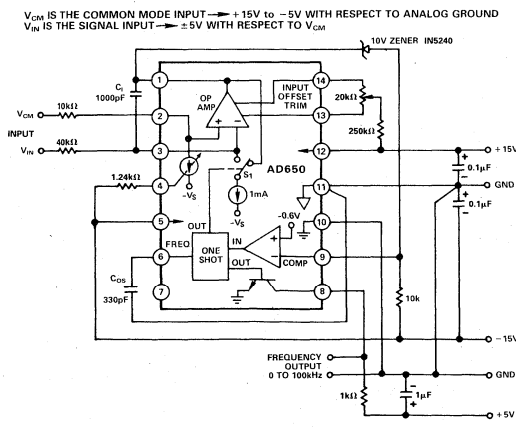 V_CM IS THE COMMON MODE INPUT → +15V to −5V WITH RESPECT TO ANALOG GROUND
V_IN IS THE SIGNAL INPUT → ±5V WITH RESPECT TO V_CM
10V ZENER IN5240
1
14
C_I
1000pF
OP
AMP
INPUT
OFFSET
TRIM
20kΩ
V_CM
10kΩ
2
13
+
−
250kΩ
INPUT
V_IN
40kΩ
3
12
+15V
S_1
AD650
+
0.1μF
−
1.24kΩ
4
−V_S
1mA
11
GND
+
0.1μF
−
5
−V_S
−0.6V
10
OUT
FREQ
IN
+
−
6
ONE
SHOT
OUT
COMP
9
C_OS
330pF
7
8
10k
−15V
FREQUENCY
OUTPUT
0 TO 100kHz
GND
1kΩ
−
1μF
+
+5V